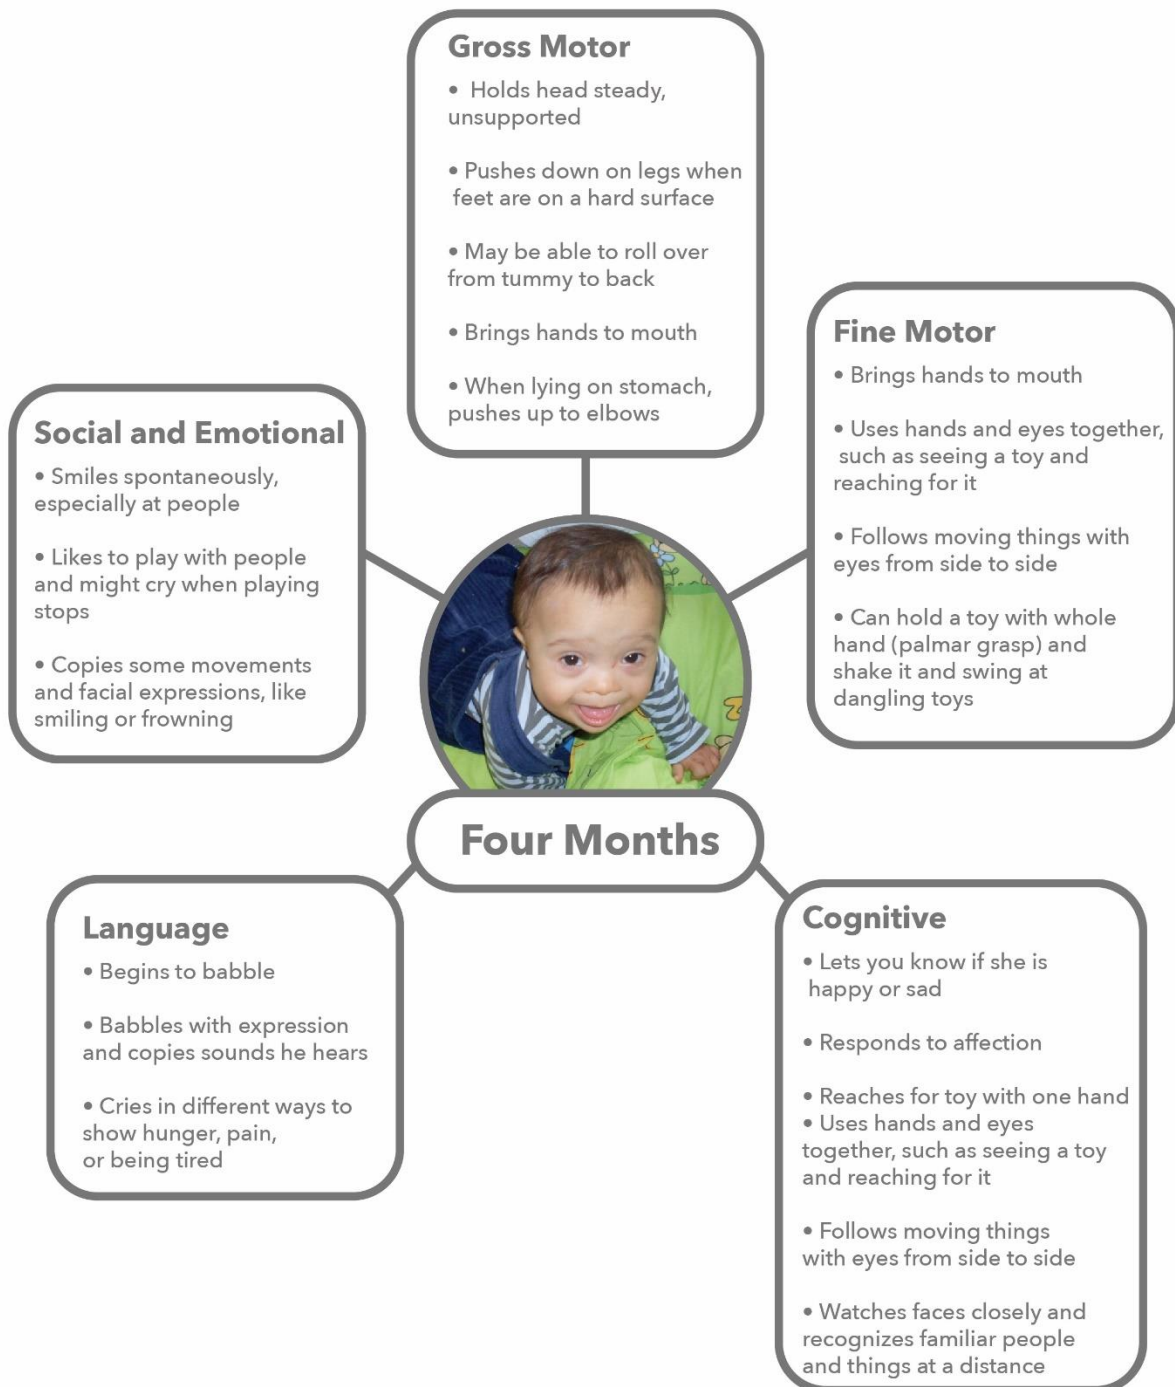 Gross Motor
• Holds head steady,
unsupported
• Pushes down on legs when
feet are on a hard surface
• May be able to roll over
from tummy to back
• Brings hands to mouth
• When lying on stomach,
pushes up to elbows
Fine Motor
• Brings hands to mouth
• Uses hands and eyes together,
such as seeing a toy and
reaching for it
• Follows moving things with
eyes from side to side
• Can hold a toy with whole
hand (palmar grasp) and
shake it and swing at
dangling toys
Social and Emotional
• Smiles spontaneously,
especially at people
• Likes to play with people
and might cry when playing
stops
• Copies some movements
and facial expressions, like
smiling or frowning
Four Months
Language
• Begins to babble
• Babbles with expression
and copies sounds he hears
• Cries in different ways to
show hunger, pain,
or being tired
Cognitive
• Lets you know if she is
happy or sad
• Responds to affection
• Reaches for toy with one hand
• Uses hands and eyes
together, such as seeing a toy
and reaching for it
• Follows moving things
with eyes from side to side
• Watches faces closely and
recognizes familiar people
and things at a distance